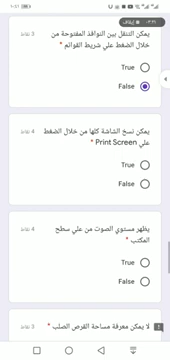 إيقاف
يمكن التنقل بين النوافذ المفتوحة من
خلال الضغط علي شريط القوائم *
3 نقاط
True
False
يمكن نسخ الشاشة كلها من خلال الضغط
علي Print Screen *
4 نقاط
True
False
يظهر مستوي الصوت من علي سطح
المكتب *
4 نقاط
True
False
لا يمكن معرفة مساحة القرص الصلب *
3 نقاط